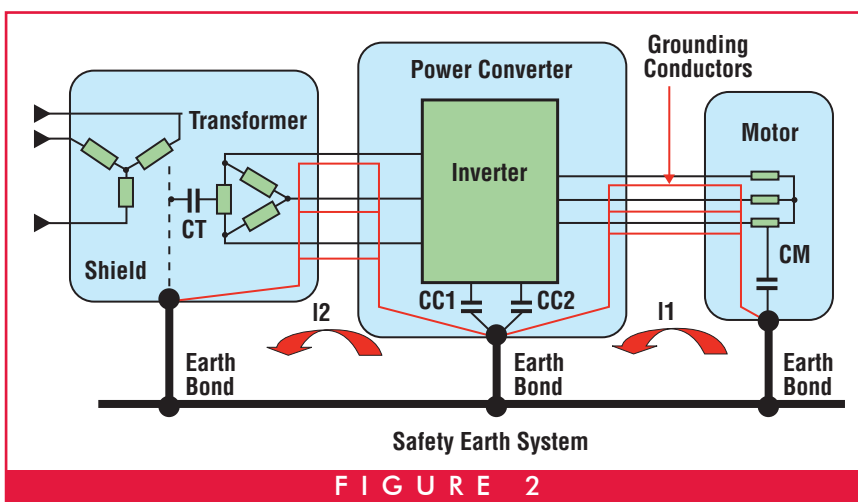 Grounding
Conductors
Power Converter
Transformer
Motor
Inverter
CT
Shield
CM
CC1
CC2
I2
I1
Earth
Bond
Earth
Bond
Earth
Bond
Safety Earth System
FIGURE 2